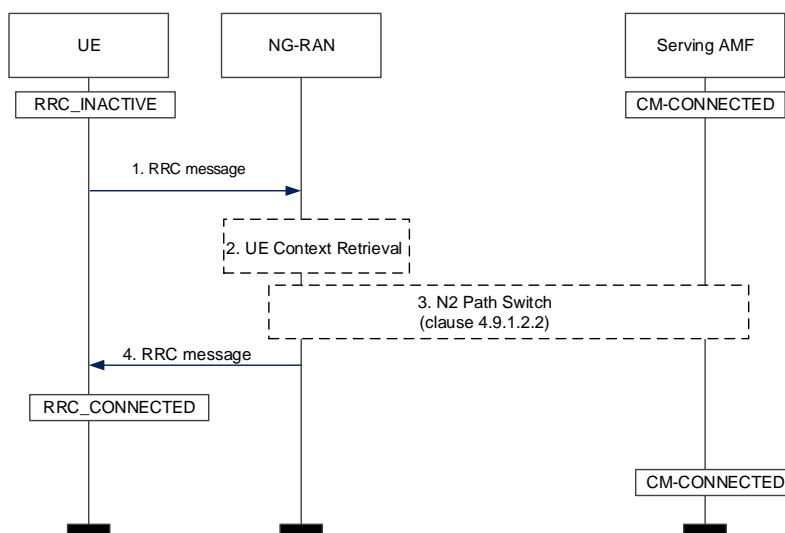 UE
NG-RAN
Serving AMF
RRC_INACTIVE
CM-CONNECTED
1. RRC message
2. UE Context Retrieval
3. N2 Path Switch
(clause 4.9.1.2.2)
4. RRC message
RRC_CONNECTED
CM-CONNECTED